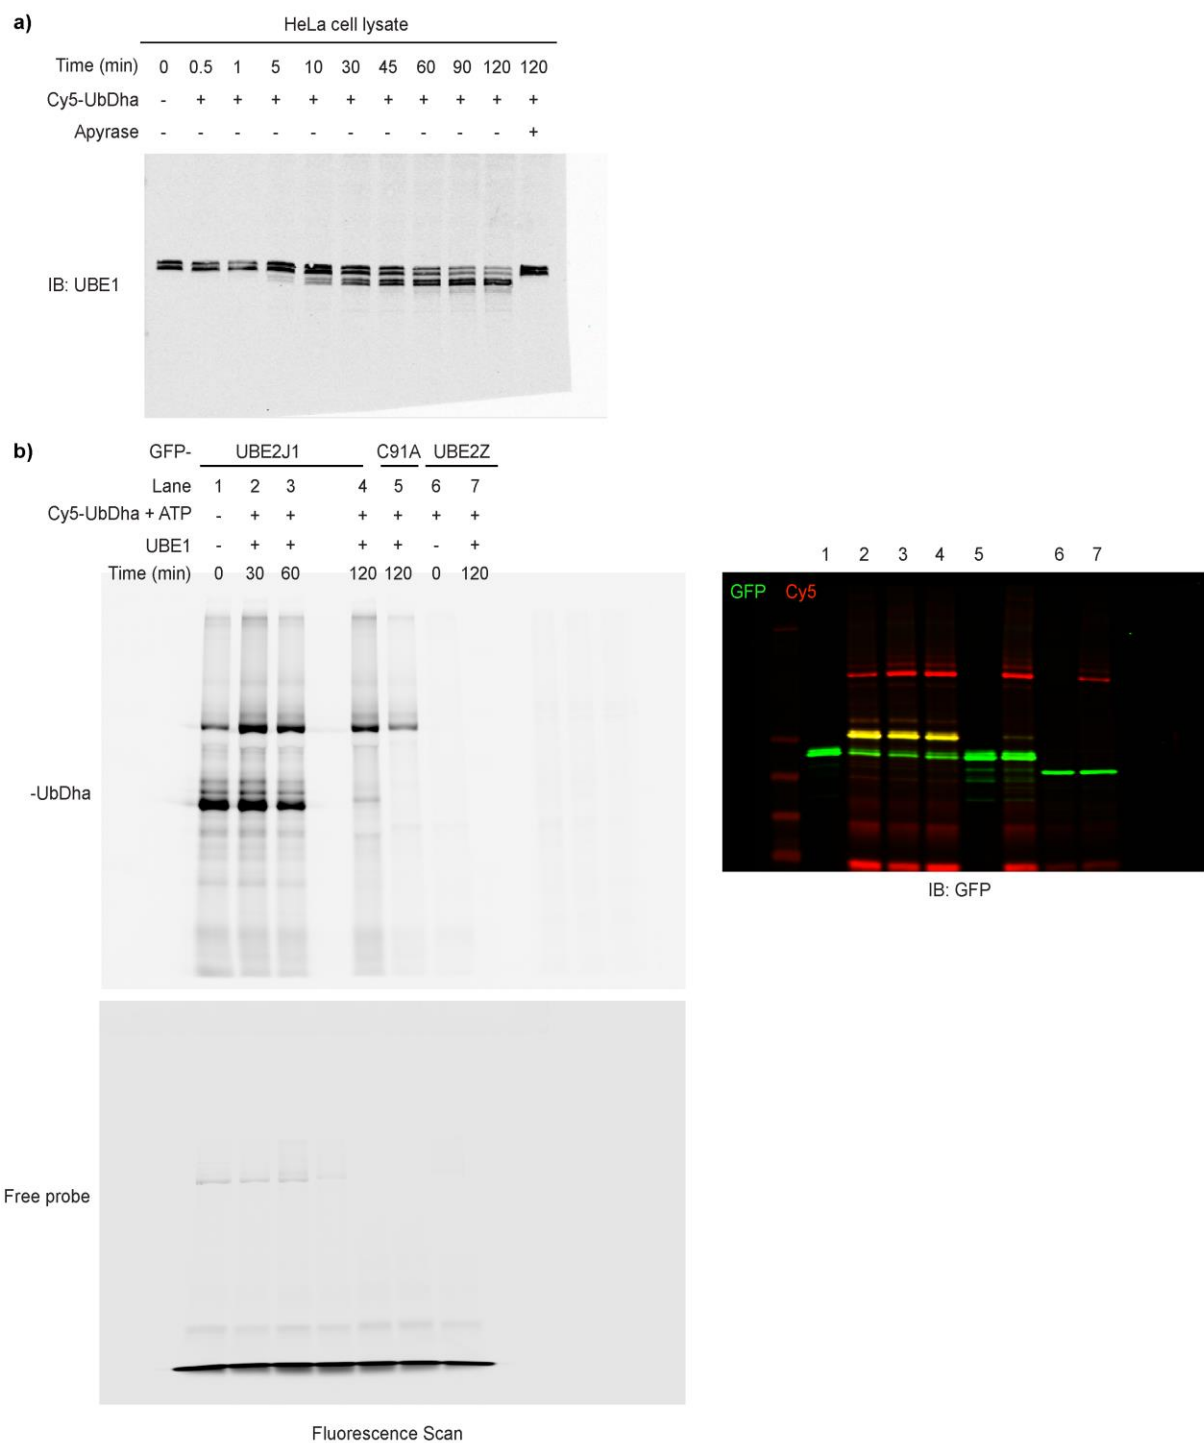 a)
HeLa cell lysate
Time (min) 0 0.5 1 5 10 30 45 60 90 120 120
Cy5-UbDha - + + + + + + + + + +
Apyrase - - - - - - - - - - +
IB: UBE1
b)
GFP- UBE2J1 C91A UBE2Z
Lane 1 2 3 4 5 6 7
Cy5-UbDha + ATP - + + + + + +
UBE1 - + + + + - +
Time (min) 0 30 60 120 120 0 120
-UbDha
1 2 3 4 5 6 7
GFP Cy5
IB: GFP
Free probe
Fluorescence Scan